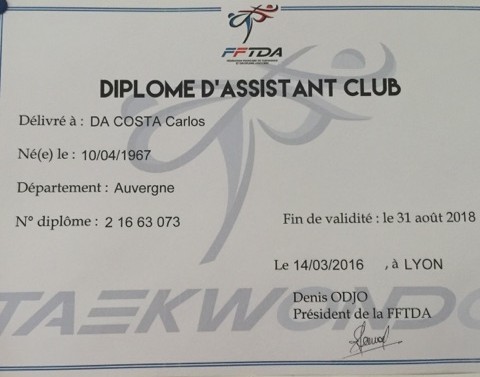 FFTDA
DIPLOME D'ASSISTANT CLUB
Délivré à : DA COSTA Carlos
Né(e) le : 10/04/1967
Département : Auvergne
N° diplôme : 2 16 63 073
Fin de validité : le 31 août 2018
Le 14/03/2016 , à LYON
Denis ODJO
Président de la FFTDA
TAEKWONDO